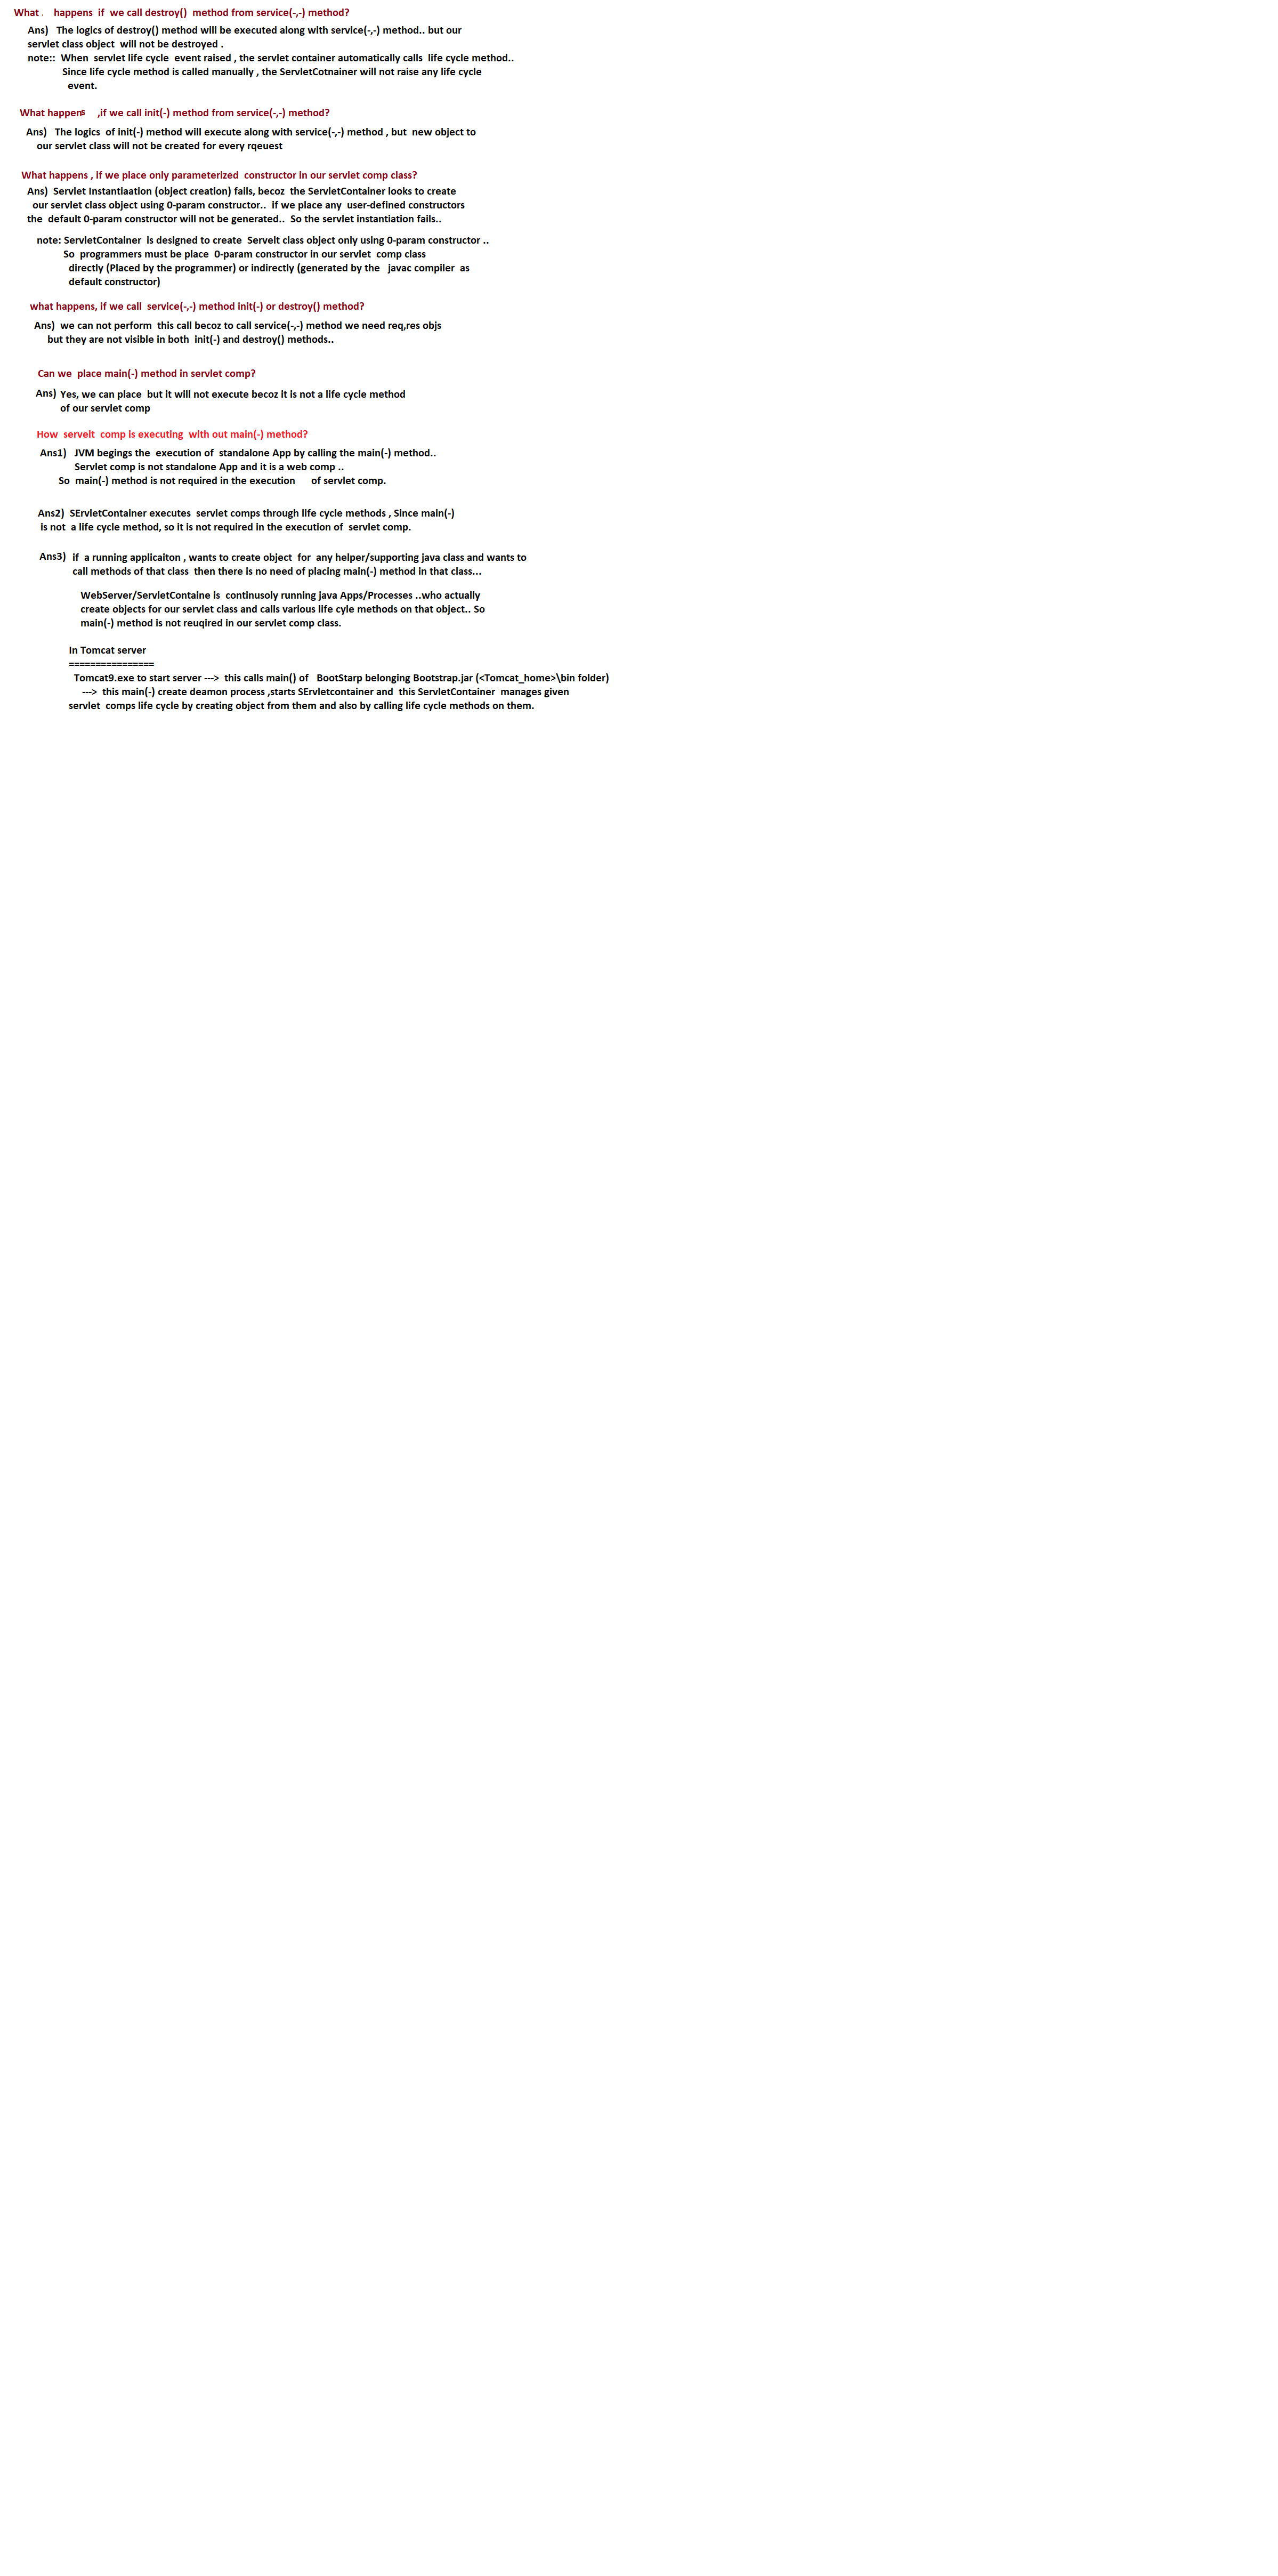 What . happens if we call destroy() method from service(-,-) method?
Ans) The logics of destroy() method will be executed along with service(-,-) method.. but our
servlet class object will not be destroyed .
note:: When servlet life cycle event raised , the servlet container automatically calls life cycle method..
Since life cycle method is called manually , the ServletCotnainer will not raise any life cycle
event.
What happens ,if we call init(-) method from service(-,-) method?
Ans) The logics of init(-) method will execute along with service(-,-) method , but new object to
our servlet class will not be created for every rqeuest
What happens , if we place only parameterized constructor in our servlet comp class?
Ans) Servlet Instantiaation (object creation) fails, becoz the ServletContainer looks to create
our servlet class object using 0-param constructor.. if we place any user-defined constructors
the default 0-param constructor will not be generated.. So the servlet instantiation fails..
note: ServletContainer is designed to create Servelt class object only using 0-param constructor ..
So programmers must be place 0-param constructor in our servlet comp class
directly (Placed by the programmer) or indirectly (generated by the javac compiler as
default constructor)
what happens, if we call service(-,-) method init(-) or destroy() method?
Ans) we can not perform this call becoz to call service(-,-) method we need req,res objs
but they are not visible in both init(-) and destroy() methods..
Can we place main(-) method in servlet comp?
Ans) Yes, we can place but it will not execute becoz it is not a life cycle method
of our servlet comp
How servelt comp is executing with out main(-) method?
Ans1) JVM begings the execution of standalone App by calling the main(-) method..
Servlet comp is not standalone App and it is a web comp ..
So main(-) method is not required in the execution of servlet comp.
Ans2) SErvletContainer executes servlet comps through life cycle methods , Since main(-)
is not a life cycle method, so it is not required in the execution of servlet comp.
Ans3) if a running applicaiton , wants to create object for any helper/supporting java class and wants to
call methods of that class then there is no need of placing main(-) method in that class...
WebServer/ServletContaine is continusoly running java Apps/Processes ..who actually
create objects for our servlet class and calls various life cyle methods on that object.. So
main(-) method is not reuqired in our servlet comp class.
In Tomcat server
================
Tomcat9.exe to start server ---> this calls main() of BootStarp belonging Bootstrap.jar (<Tomcat_home>\bin folder)
---> this main(-) create deamon process ,starts SErvletcontainer and this ServletContainer manages given
servlet comps life cycle by creating object from them and also by calling life cycle methods on them.